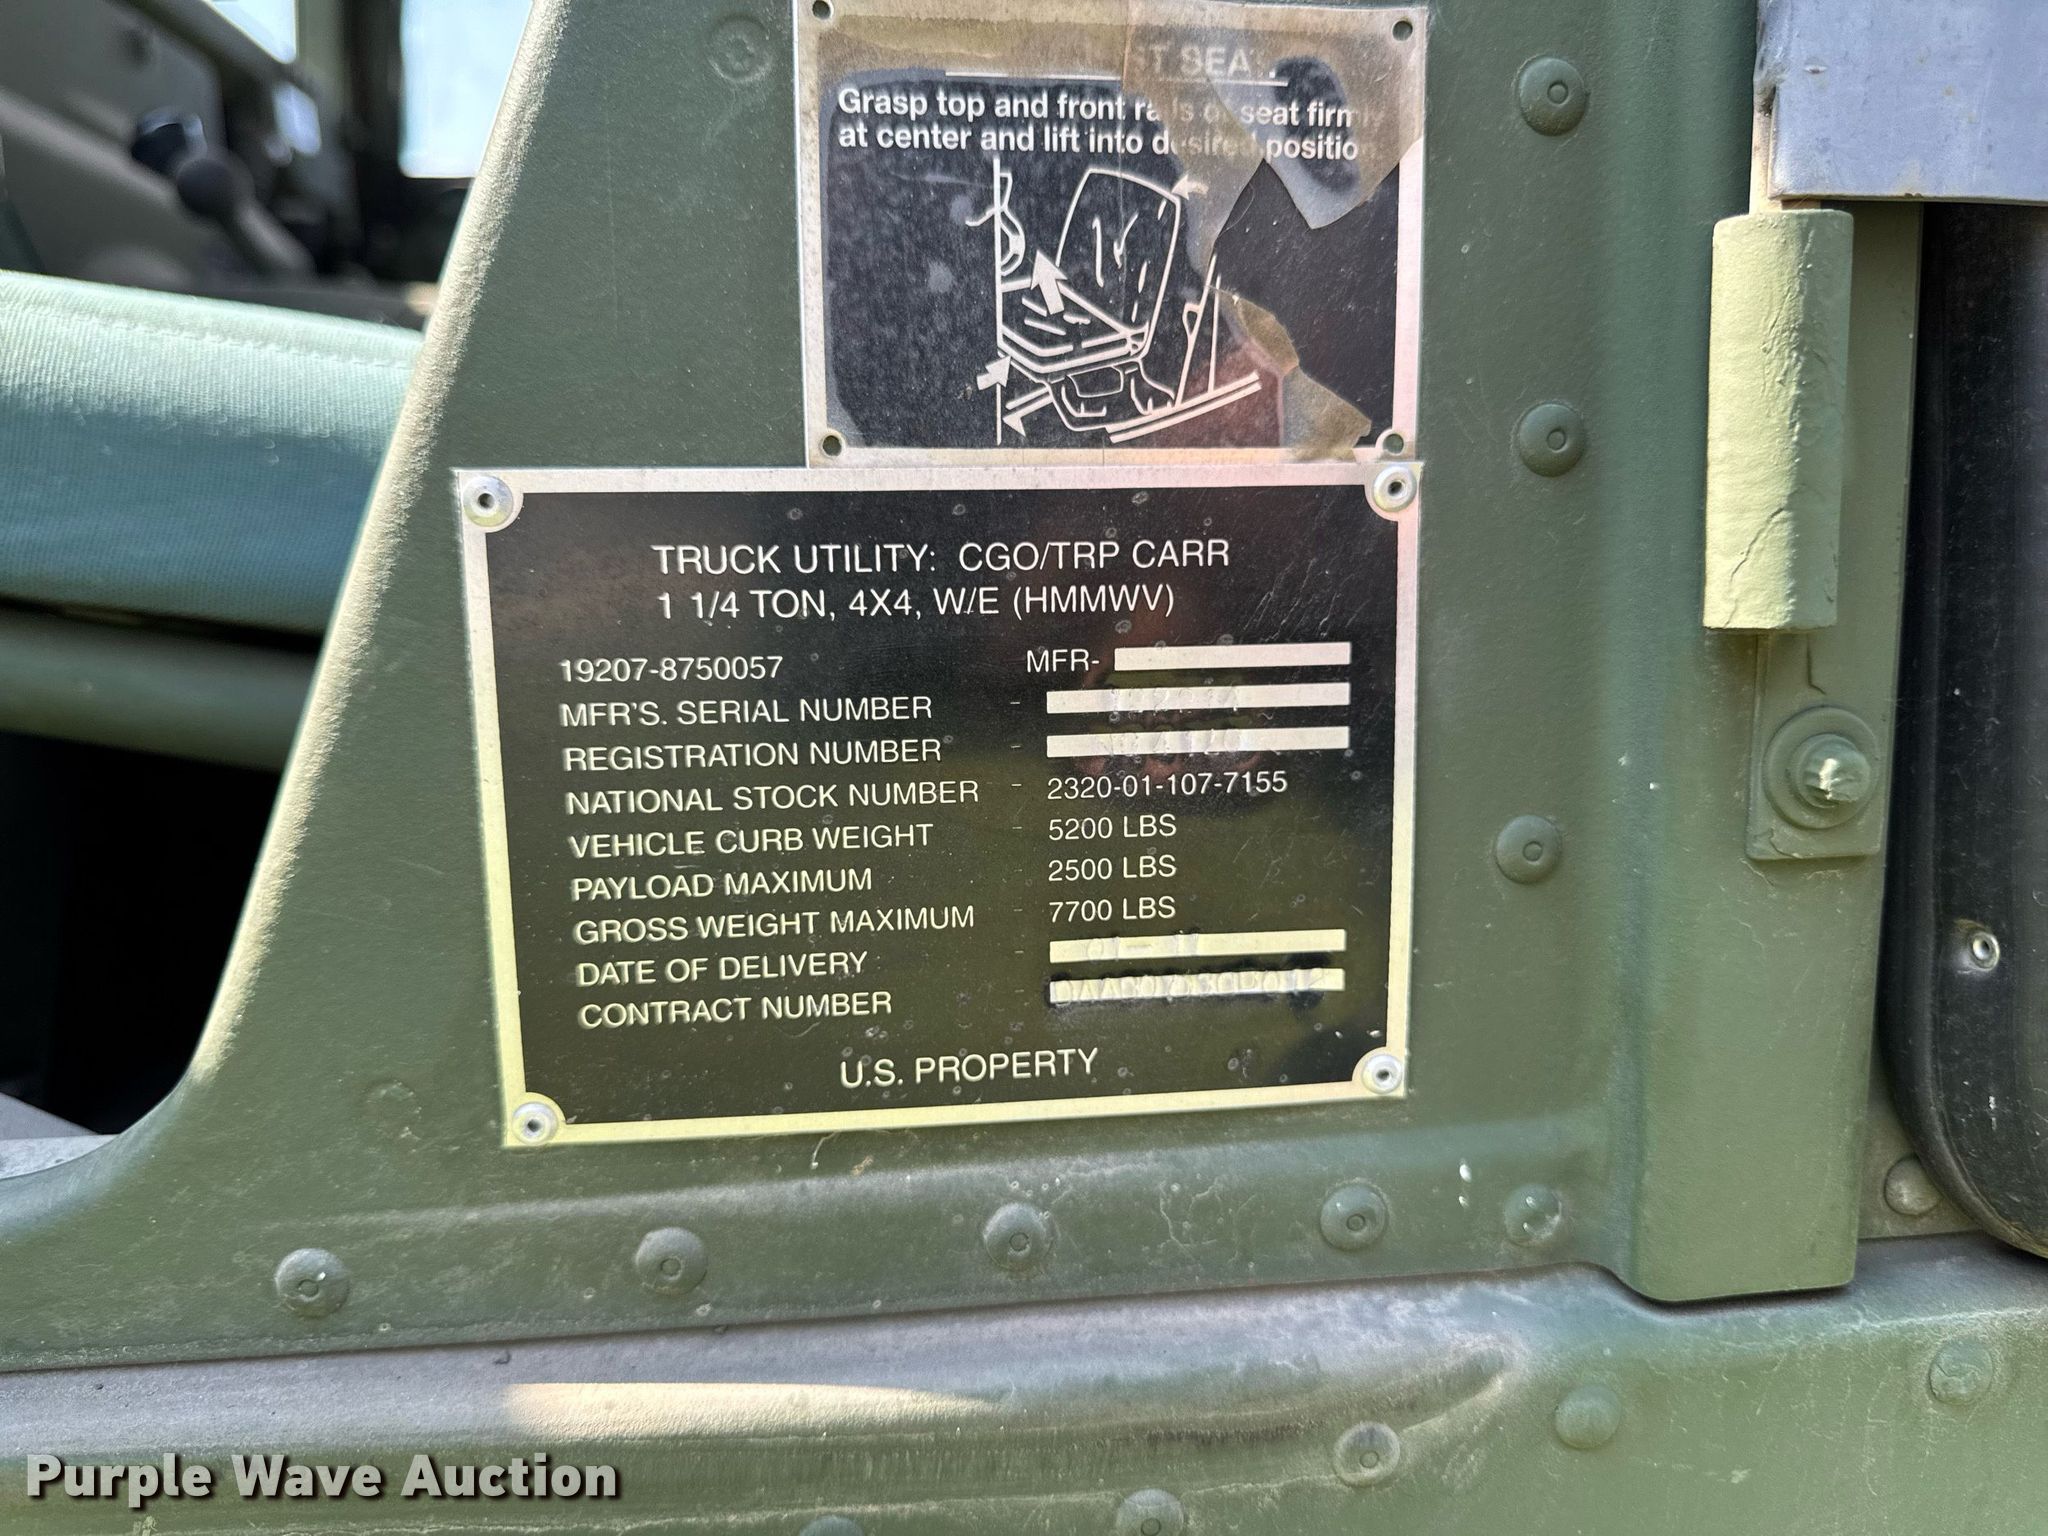 Grasp top and front seat firmly
at center and lift into desired position
TRUCK UTILITY: CGO/TRP CARR
1 1/4 TON, 4X4, W/E (HMMWV)
19207-8750057 MFR-
MFR'S. SERIAL NUMBER -
REGISTRATION NUMBER -
NATIONAL STOCK NUMBER - 2320-01-107-7155
VEHICLE CURB WEIGHT - 5200 LBS
PAYLOAD MAXIMUM - 2500 LBS
GROSS WEIGHT MAXIMUM - 7700 LBS
DATE OF DELIVERY -
CONTRACT NUMBER -
U.S. PROPERTY
Purple Wave Auction